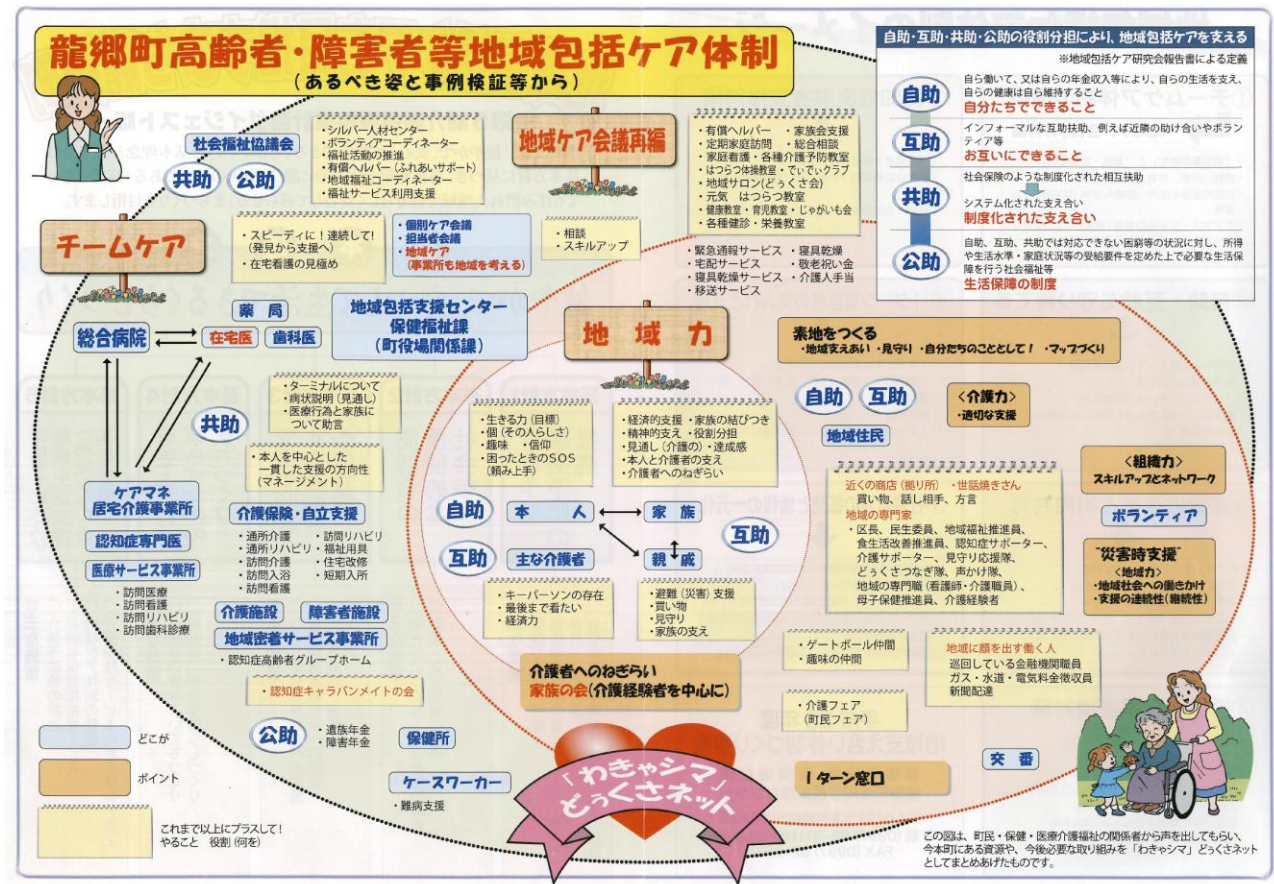 龍郷町高齢者・障害者等地域包括ケア体制
(あるべき姿と事例検証等から)
自助・互助・共助・公助の役割分担により、地域包括ケアを支える
※地域包括ケア研究会報告書による定義
自助
自ら働いて、又は自らの年金収入等により、自らの生活を支え、
自らの健康は自ら維持すること
自分たちでできること
互助
インフォーマルな互助扶助、例えば近隣の助け合いやボラン
ティア等
お互いにできること
共助
社会保険のような制度化された相互扶助
システム化された支え合い
制度化された支え合い
公助
自助、互助、共助では対応できない困窮等の状況に対し、所得
や生活水準・家庭状況等の受給要件を定めた上で必要な生活保
障を行う社会福祉等
生活保障の制度
社会福祉協議会
共助 公助
・シルバー人材センター
・ボランティアコーディネーター
・福祉活動の推進
・有償ヘルパー(ふれあいサポート)
・地域福祉コーディネーター
・福祉サービス利用支援
地域ケア会議再編
・有償ヘルパー ・家族会支援
・定期家庭訪問 ・総合相談
・家庭看護・各種介護予防教室
・はつらつ体操教室・でぃでぃクラブ
・地域サロン(どぅくさ会)
・元気 はつらつ教室
・健康教室・育児教室・じゃがいも会
・各種健診・栄養教室
・緊急通報サービス ・寝具乾燥
・宅配サービス ・敬老祝い金
・寝具乾燥サービス ・介護人手当
・移送サービス
チームケア
・スピーディに!連続して!
(発見から支援へ)
・在宅看護の見極め
・個別ケア会議
・担当者会議
・地域ケア
(事業所も地域を考える)
・相談
・スキルアップ
薬局
総合病院
在宅医
歯科医
地域包括支援センター
保健福祉課
(町役場関係課)
共助
・ターミナルについて
・病状説明(見通し)
・医療行為と家族に
ついて助言
・本人を中心とした
一貫した支援の方向性
(マネージメント)
ケアマネ
居宅介護事業所
認知症専門医
医療サービス事業所
・訪問医療
・訪問看護
・訪問リハビリ
・訪問歯科診療
介護保険・自立支援
・通所介護 ・訪問リハビリ
・通所リハビリ ・福祉用具
・訪問介護 ・住宅改修
・訪問入浴 ・短期入所
・訪問看護
介護施設
障害者施設
地域密着サービス事業所
・認知症高齢者グループホーム
・認知症キャラバンメイトの会
公助
・遺族年金
・障害年金
保健所
ケースワーカー
・難病支援
地域力
・生きる力(目標)
・個(その人らしさ)
・趣味 ・信仰
・困ったときのSOS
(頼み上手)
・経済的支援 ・家族の結びつき
・精神的支え ・役割分担
・見通し(介護の) ・達成感
・本人と介護者の支え
・介護者へのねぎらい
自助
本人
家族
互助
互助
主な介護者
親戚
・キーパーソンの存在
・最後まで看たい
・経済力
・避難(災害)支援
・買い物
・見守り
・家族の支え
介護者へのねぎらい
家族の会(介護経験者を中心に)
素地をつくる
・地域支えあい ・見守り ・自分たちのこととして! ・マップづくり
自助 互助
地域住民
<介護力>
・適切な支援
近くの商店(拠り所) ・世話焼きさん
買い物、話し相手、方言
地域の専門家
・区長、民生委員、地域福祉推進員、
食生活改善推進員、認知症サポーター、
介護サポーター、見守り応援隊、
どぅくさつなぎ隊、声かけ隊、
地域の専門職(看護師・介護職員)、
母子保健推進員、介護経験者
<組織力>
スキルアップとネットワーク
ボランティア
“災害時支援”
<地域力>
・地域社会への働きかけ
・支援の連続性(継続性)
・ゲートボール仲間
・趣味の仲間
地域に顔を出す働く人
巡回している金融機関職員
ガス・水道・電気料金徴収員
新聞配達
・介護フェア
(町民フェア)
Iターン窓口
交番
「わきゃシマ」
どぅくさネット
どこが
ポイント
これまで以上にプラスして!
やること 役割(何を)
この図は、町民・保健・医療介護福祉の関係者から声を出してもらい、
今本町にある資源や、今後必要な取り組みを「わきゃシマ」どぅくさネット
としてまとめあげたものです。